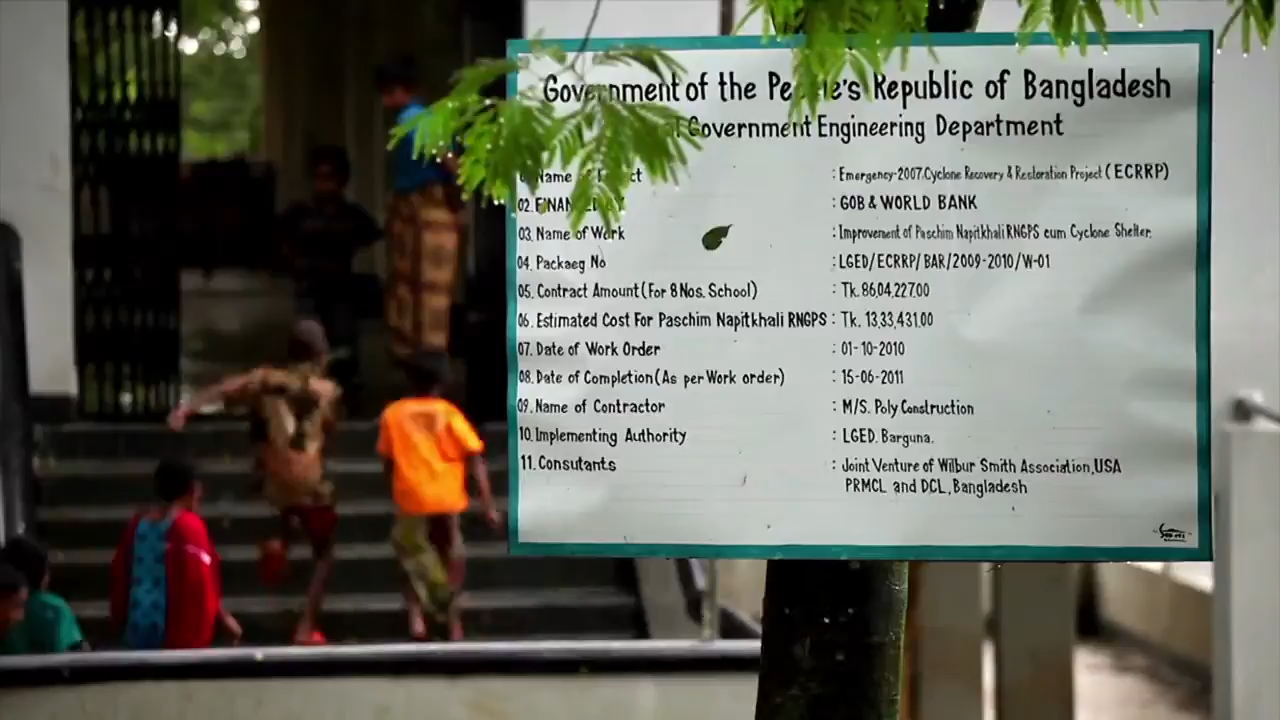 Government of the People's Republic of Bangladesh
Government Engineering Department
Name of Project : Emergency-2007 Cyclone Recovery & Restoration Project (ECRRP)
02. : GOB & WORLD BANK
03. Name of Work : Improvement of Paschim Napitkhali RNGPS cum Cyclone Shelter.
04. Packaeg No : LGED/ECRRP/BAR/2009-2010/W-01
05. Contract Amount (For 8 Nos. School) : Tk. 86,04,227.00
06. Estimated Cost For Paschim Napitkhali RNGPS : Tk. 13,33,431.00
07. Date of Work Order : 01-10-2010
08. Date of Completion (As per Work order) : 15-06-2011
09. Name of Contractor : M/S. Poly Construction
10. Implementing Authority : LGED. Barguna.
11. Consutants : Joint Venture of Wilbur Smith Association, USA
PRMCL and DCL, Bangladesh